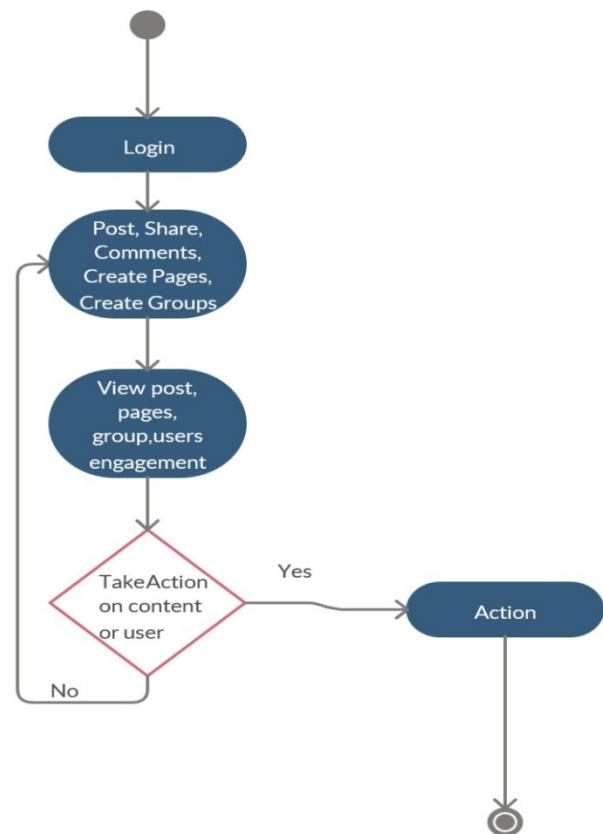 Login
Post, Share,
Comments,
Create Pages,
Create Groups
View post,
pages,
group,users
engagement
TakeAction
on content
or user
Yes
Action
No